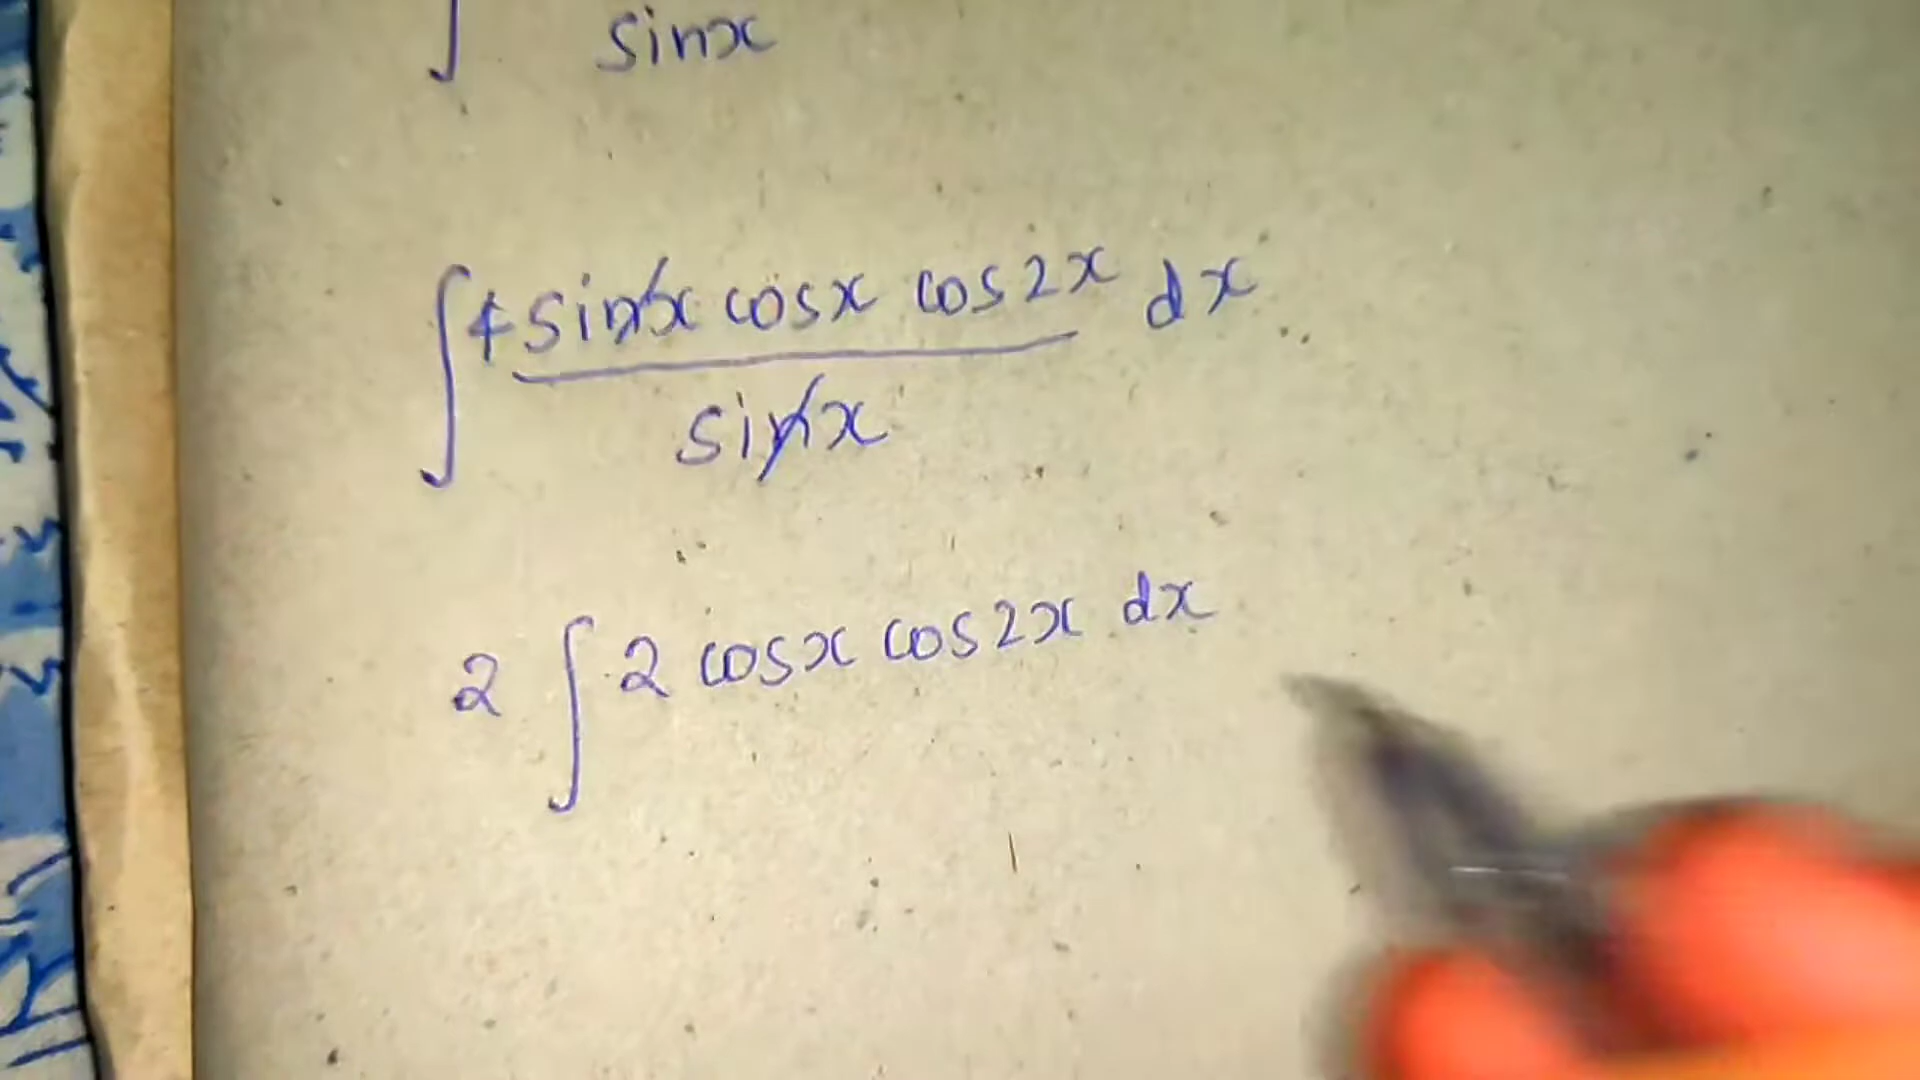 ∫ sinx
∫ 4 sinx cosx cos2x dx
sinx
2 ∫ 2 cosx cos2x dx